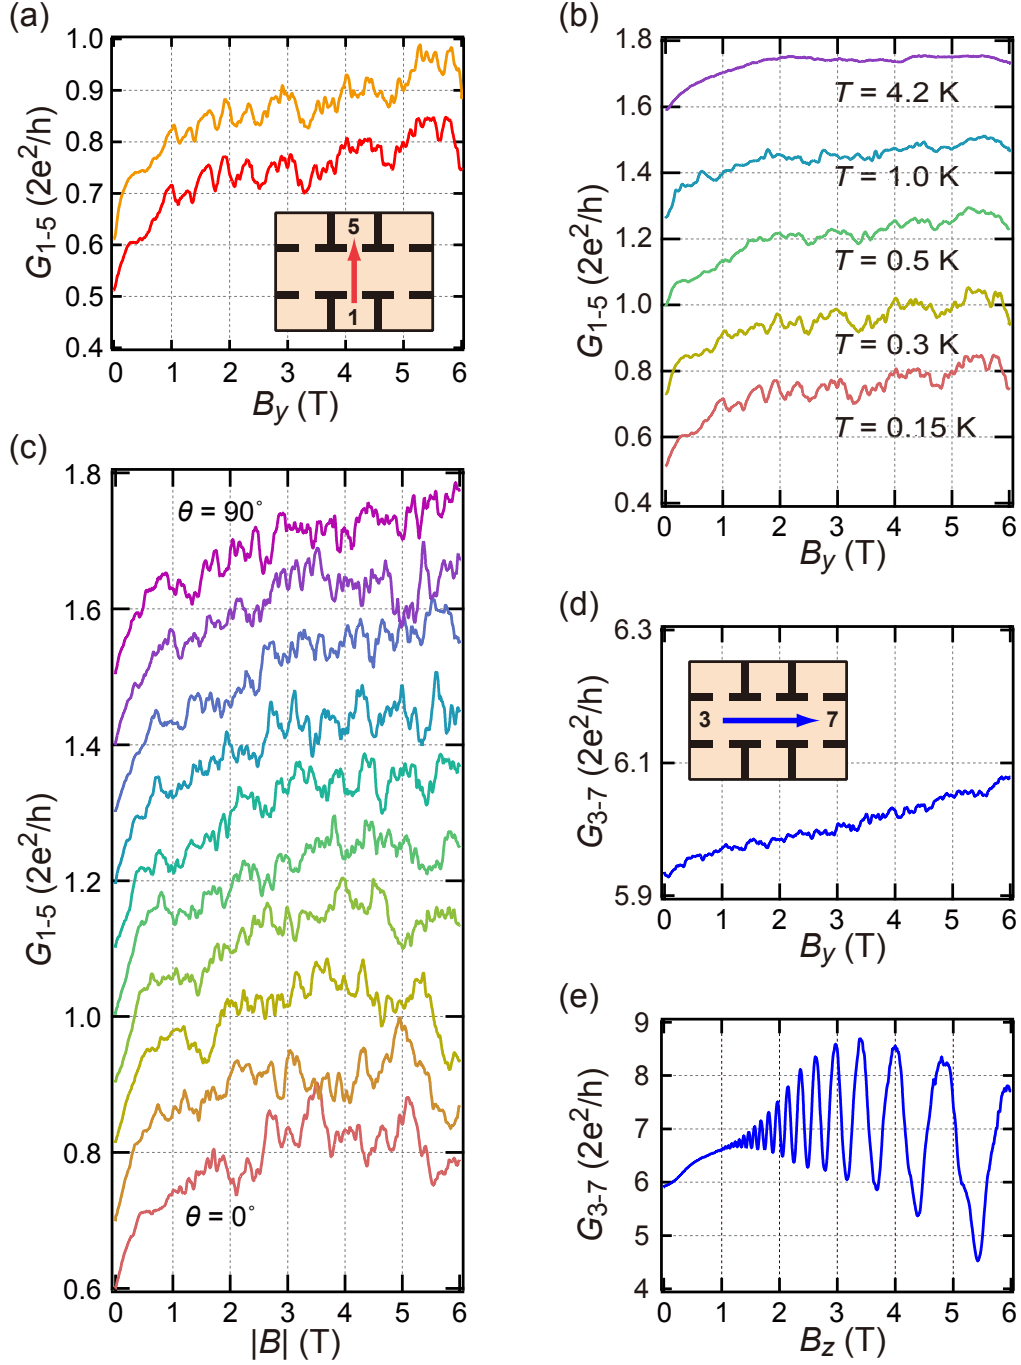 (a)
1.0
0.9
0.8
0.7
0.6
0.5
0.4
G1-5 (2e²/h)
5
1
0 1 2 3 4 5 6
By (T)
(b)
1.8
1.6
1.4
1.2
1.0
0.8
0.6
0.4
G1-5 (2e²/h)
T = 4.2 K
T = 1.0 K
T = 0.5 K
T = 0.3 K
T = 0.15 K
0 1 2 3 4 5 6
By (T)
(c)
1.8
1.6
1.4
1.2
1.0
0.8
0.6
G1-5 (2e²/h)
θ = 90°
θ = 0°
0 1 2 3 4 5 6
|B| (T)
(d)
6.3
6.1
5.9
G3-7 (2e²/h)
3 7
0 1 2 3 4 5 6
By (T)
(e)
9
8
7
6
5
4
G3-7 (2e²/h)
0 1 2 3 4 5 6
Bz (T)